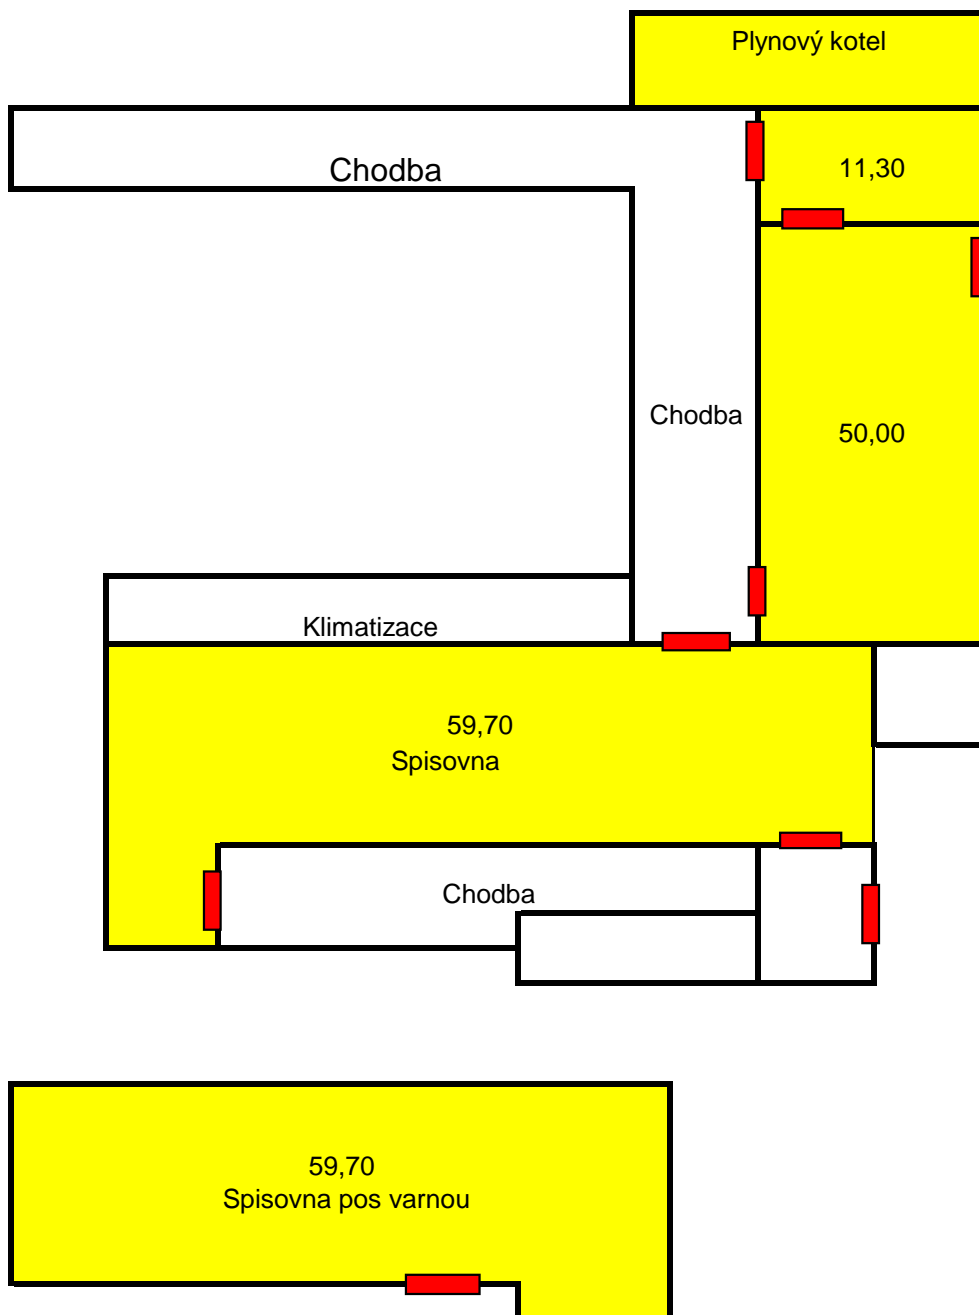 Plynový kotel
11,30
Chodba
Chodba
50,00
Klimatizace
59,70
Spisovna
Chodba
59,70
Spisovna pos varnou